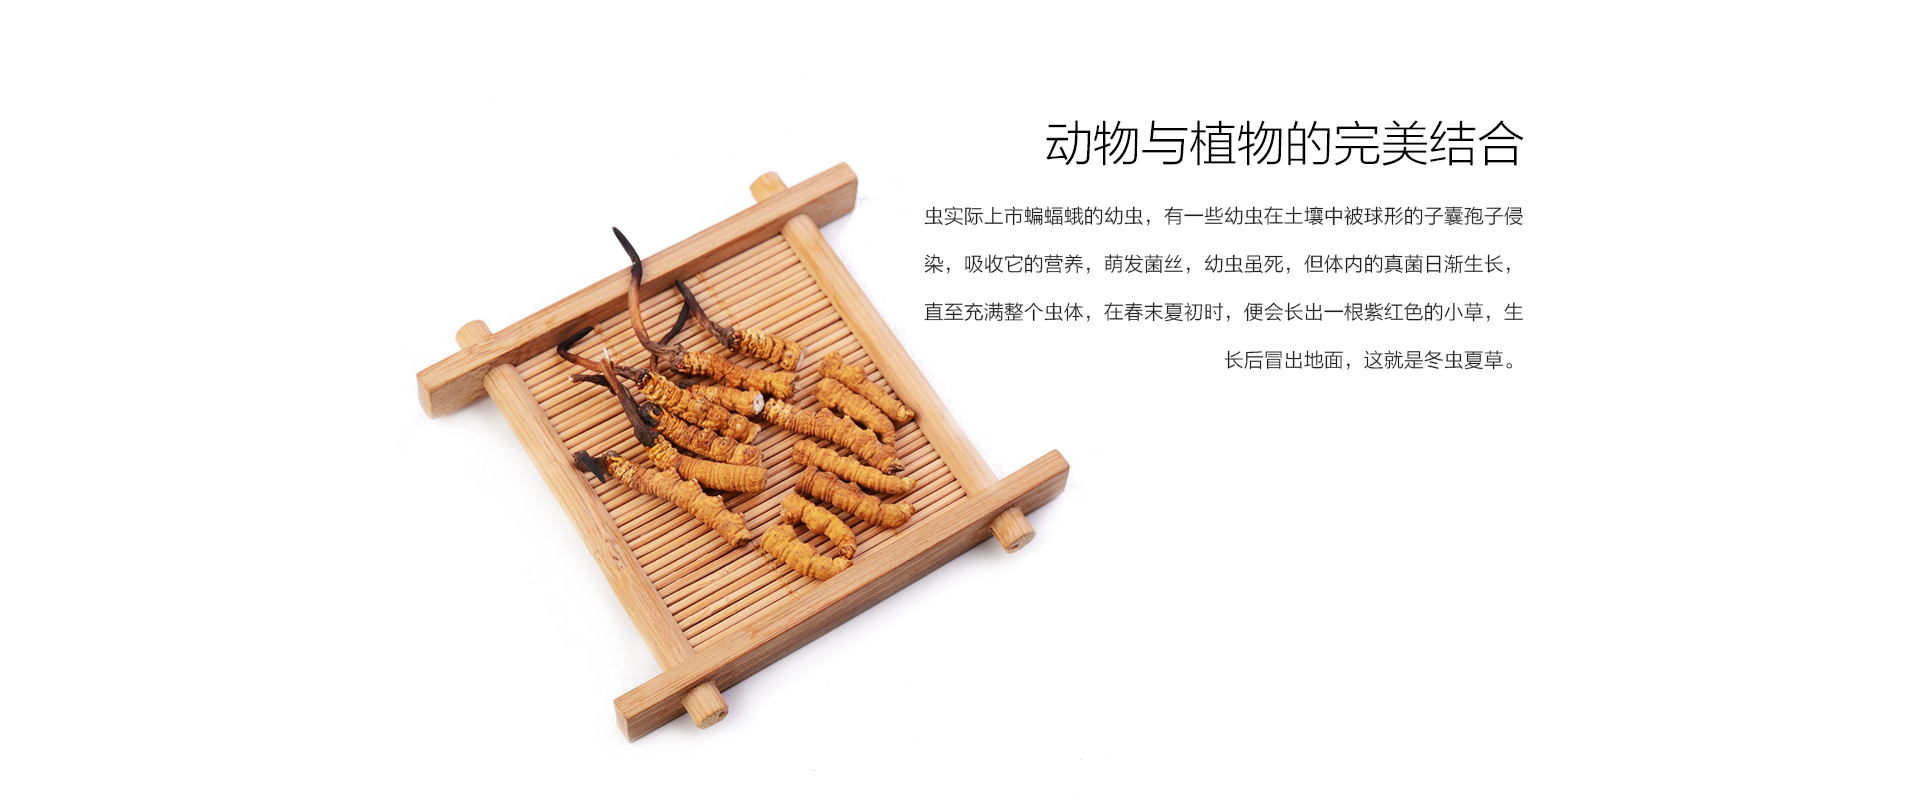 动物与植物的完美结合
虫实际上市蝙蝠蛾的幼虫，有一些幼虫在土壤中被球形的子囊孢子侵
染，吸收它的营养，萌发菌丝，幼虫虽死，但体内的真菌日渐生长，
直至充满整个虫体，在春末夏初时，便会长出一根紫红色的小草，生
长后冒出地面，这就是冬虫夏草。